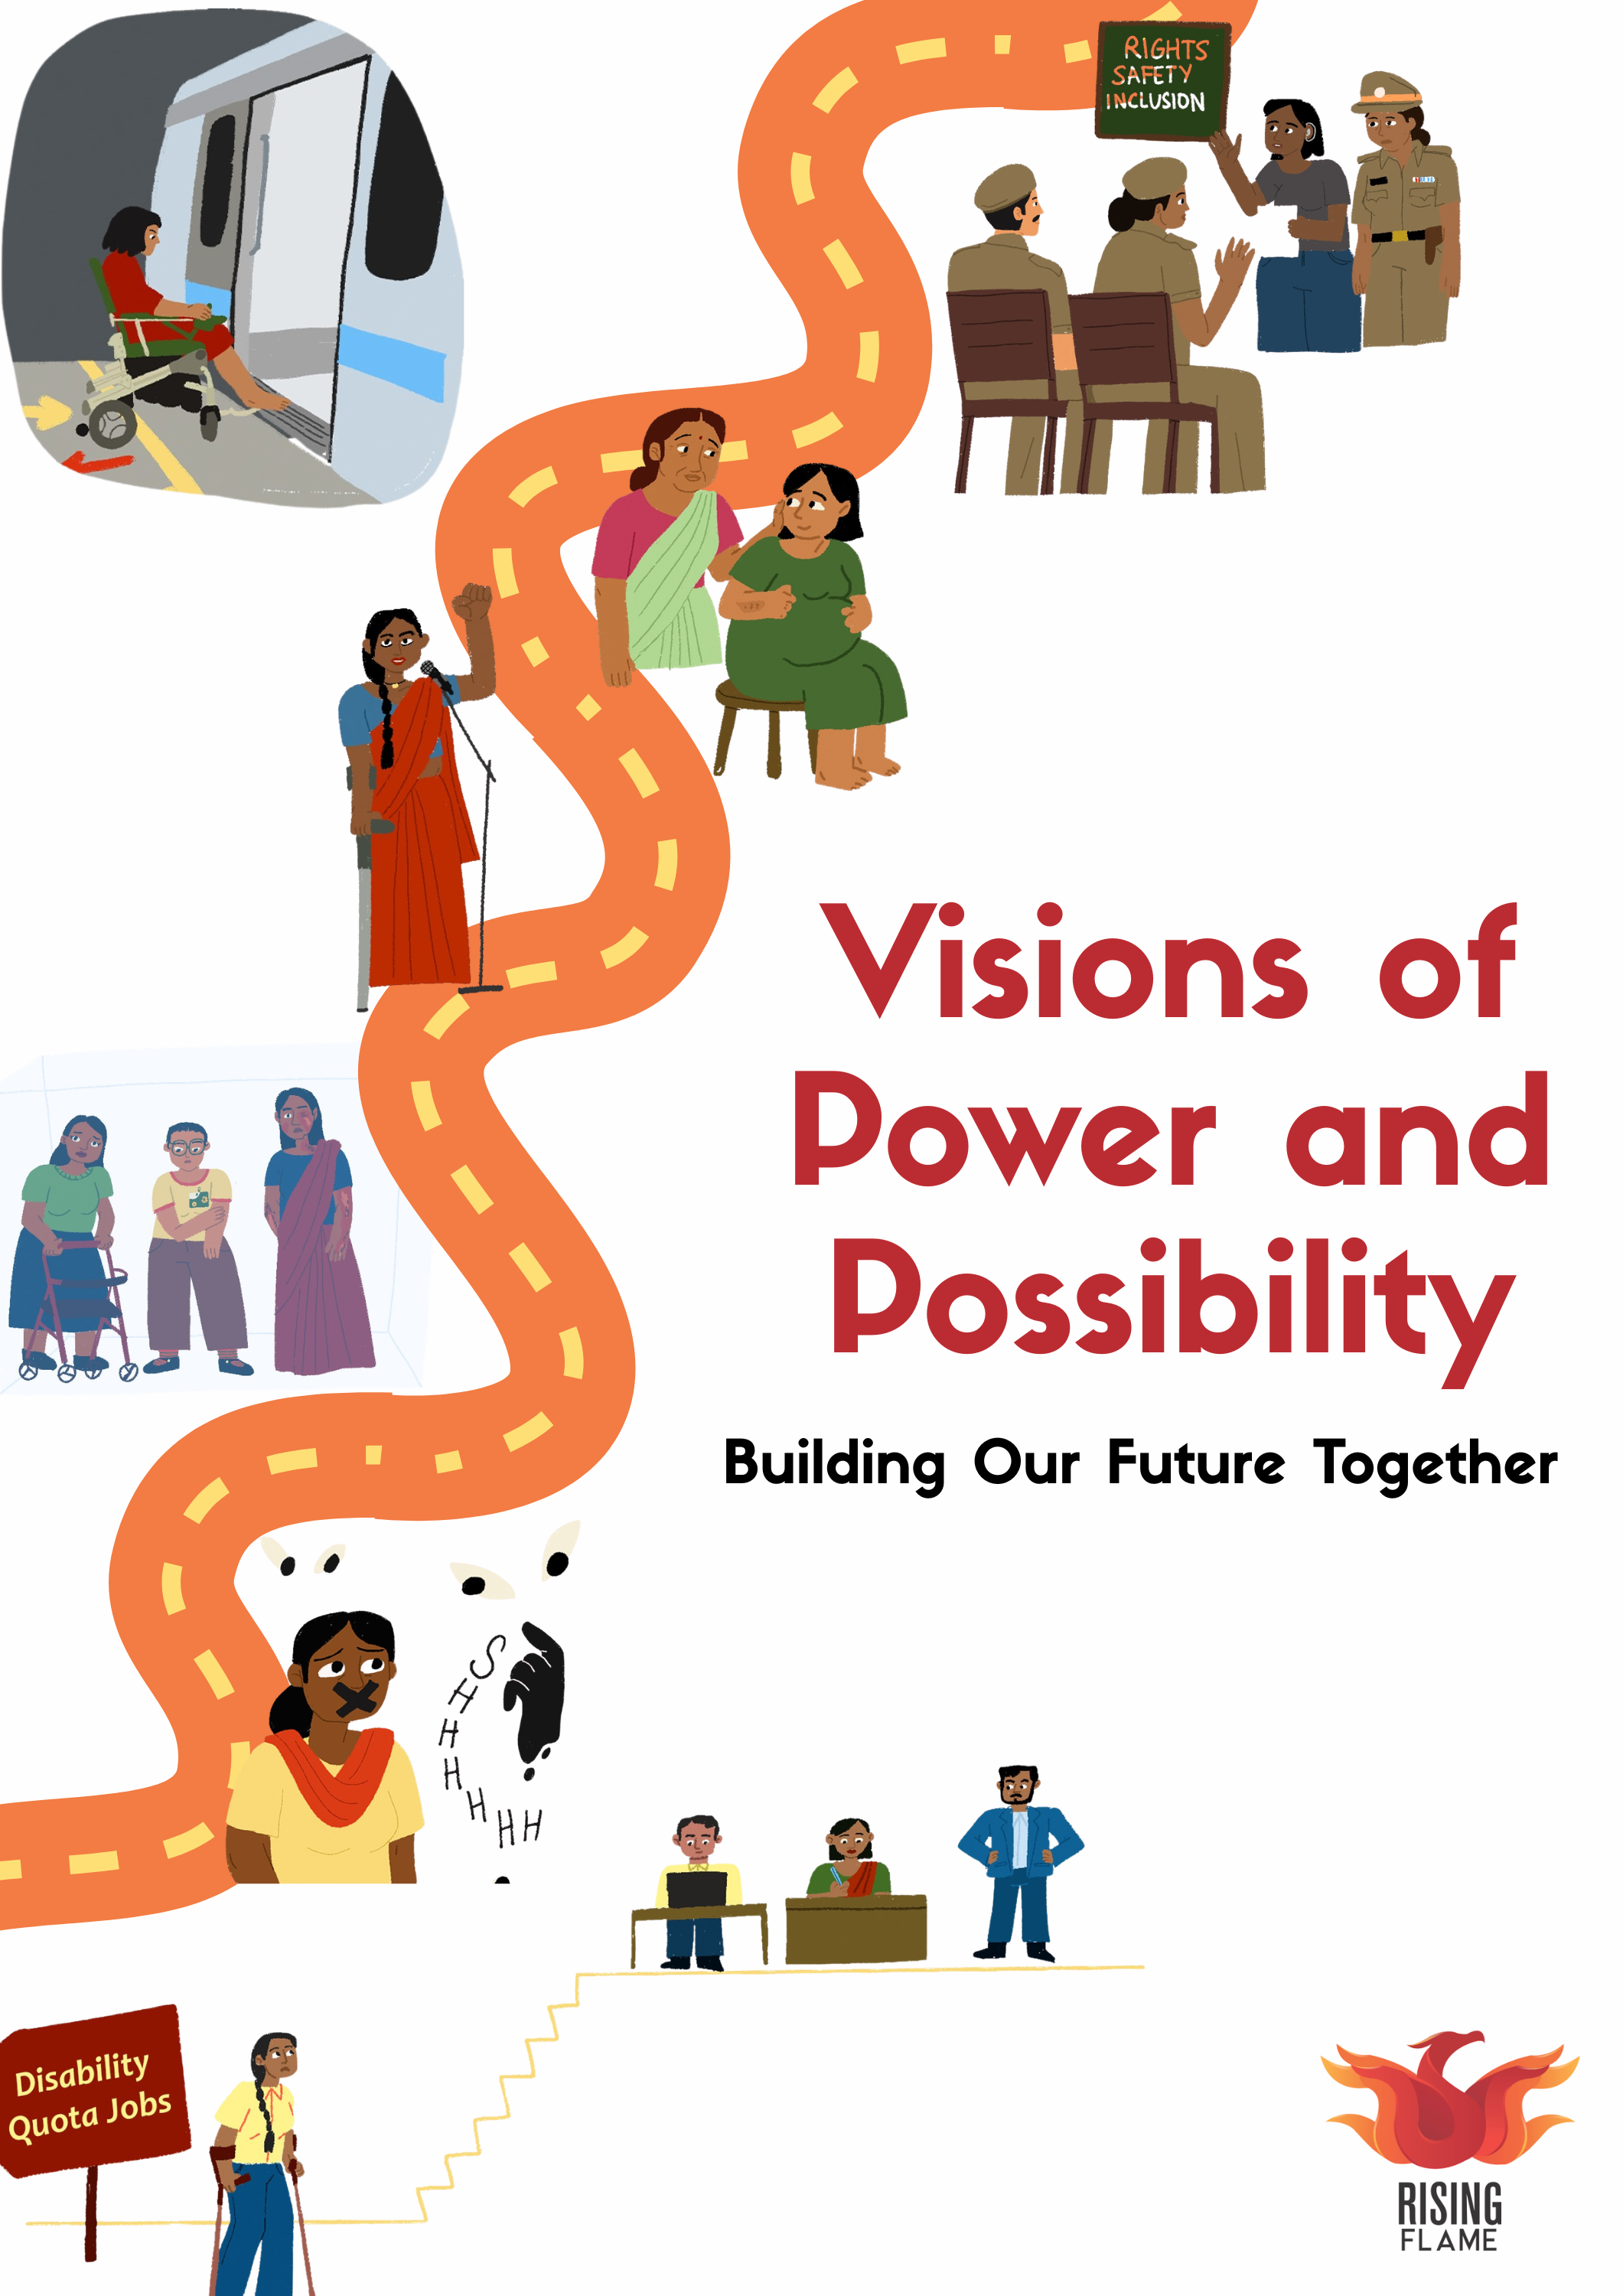 RIGHTS
SAFETY
INCLUSION
Visions of
Power and
Possibility
Building Our Future Together
SHHHHHH
Disability
Quota Jobs
RISING
FLAME